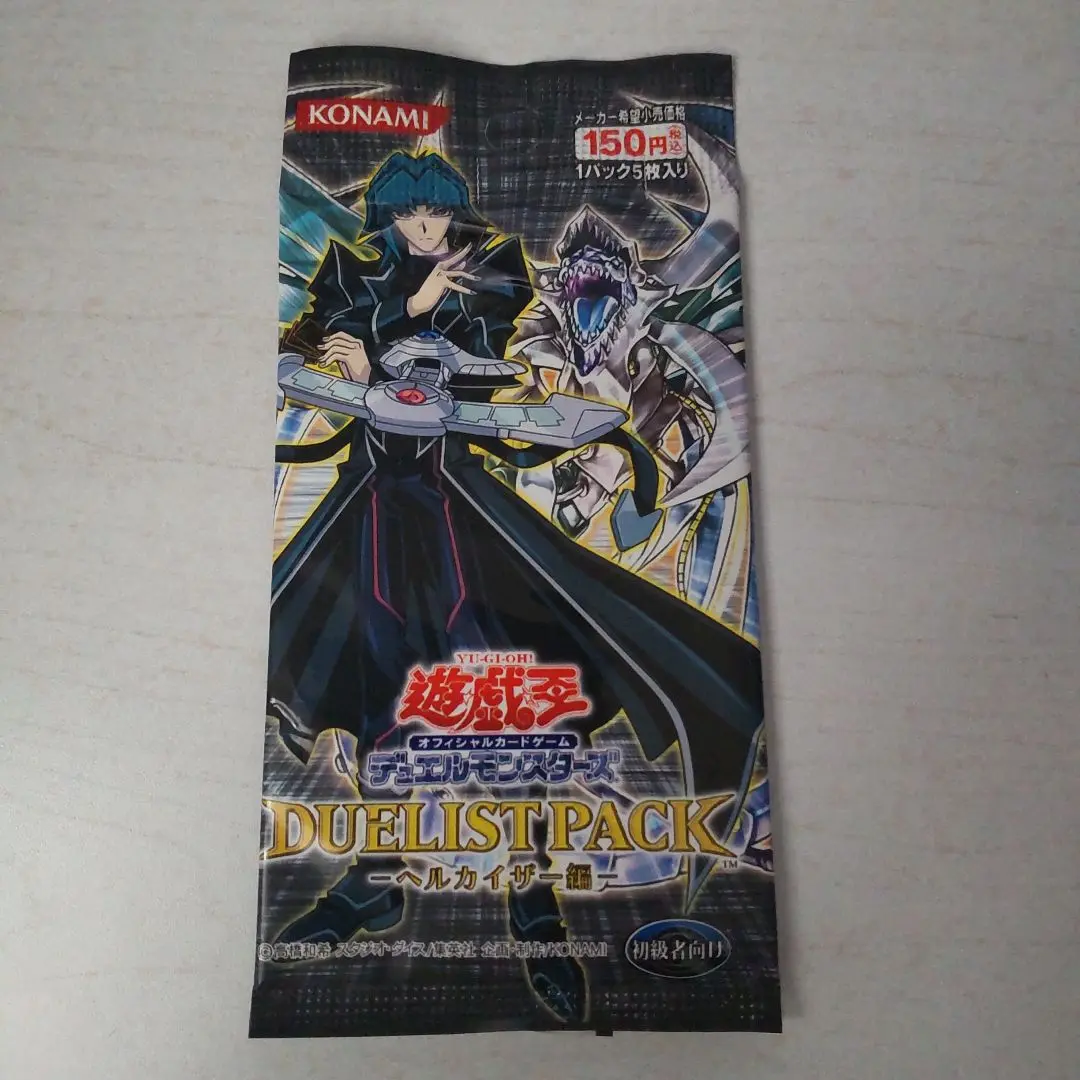 KONAMI
メーカー希望小売価格
150円税込
1パック5枚入り
YU-GI-OH!
遊戯王
オフィシャルカードゲーム
デュエルモンスターズ
DUELIST PACK™
−ヘルカイザー編−
©高橋和希 スタジオ・ダイス/集英社 企画・制作/KONAMI
初級者向け